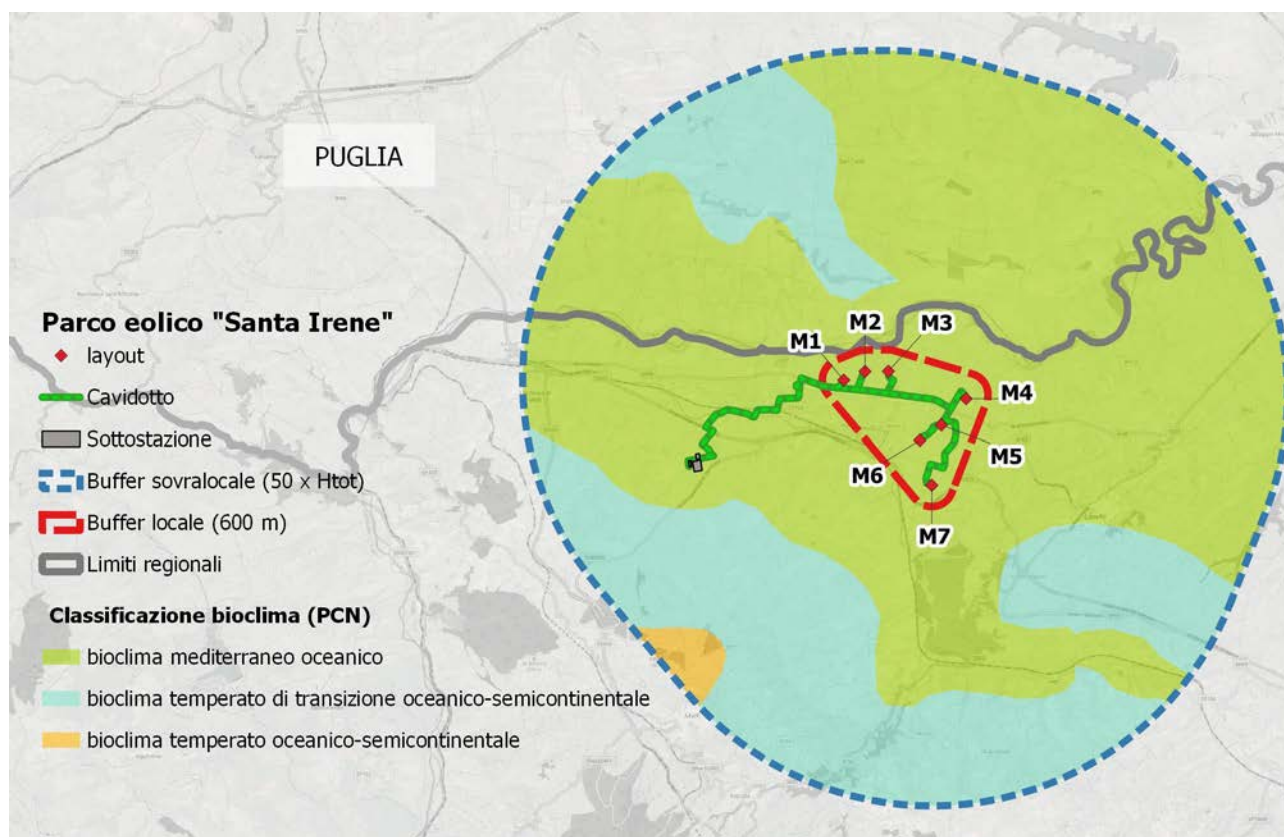 PUGLIA
Parco eolico "Santa Irene"
layout
Cavidotto
Sottostazione
Buffer sovralocale (50 x Htot)
Buffer locale (600 m)
Limiti regionali
Classificazione bioclima (PCN)
bioclima mediterraneo oceanico
bioclima temperato di transizione oceanico-semicontinentale
bioclima temperato oceanico-semicontinentale
M1
M2
M3
M4
M5
M6
M7